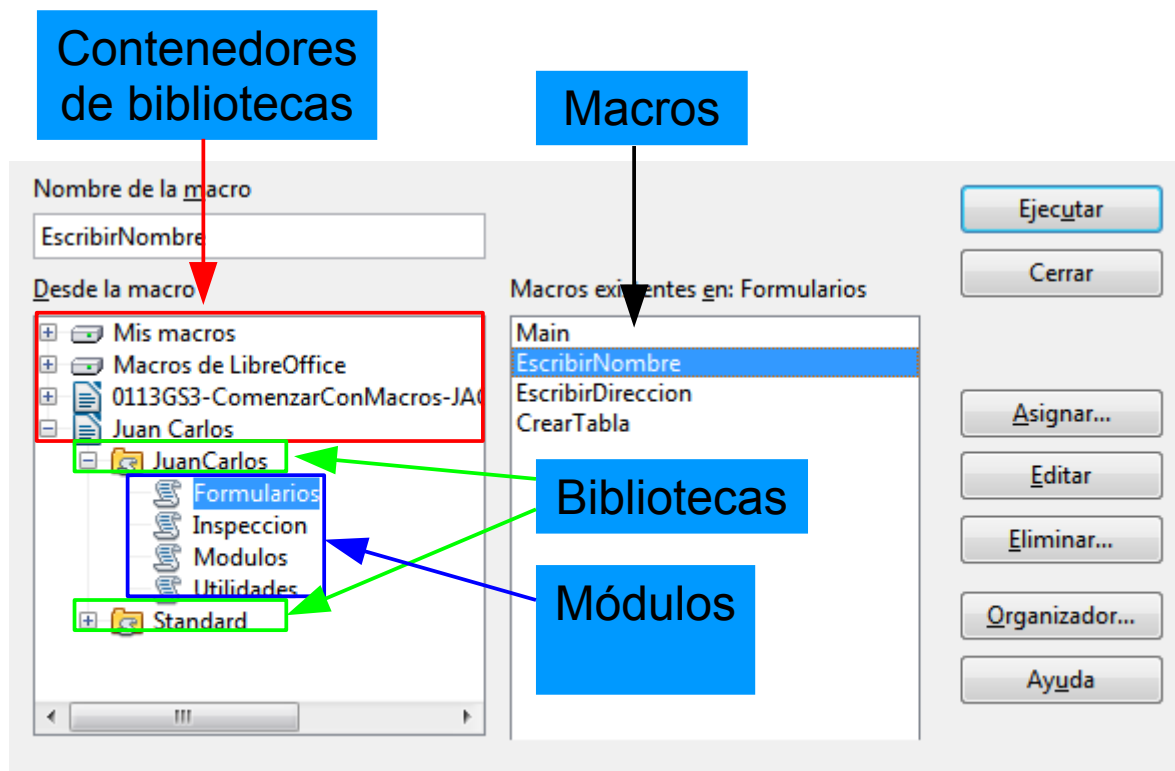 Contenedores
de bibliotecas
Macros
Nombre de la macro
EscribirNombre
Desde la macro
Macros existentes en: Formularios
Mis macros
Macros de LibreOffice
0113GS3-ComenzarConMacros-JA
Juan Carlos
JuanCarlos
Formularios
Inspeccion
Modulos
Utilidades
Standard
Main
EscribirNombre
EscribirDireccion
CrearTabla
Bibliotecas
Módulos
Ejecutar
Cerrar
Asignar...
Editar
Eliminar...
Organizador...
Ayuda